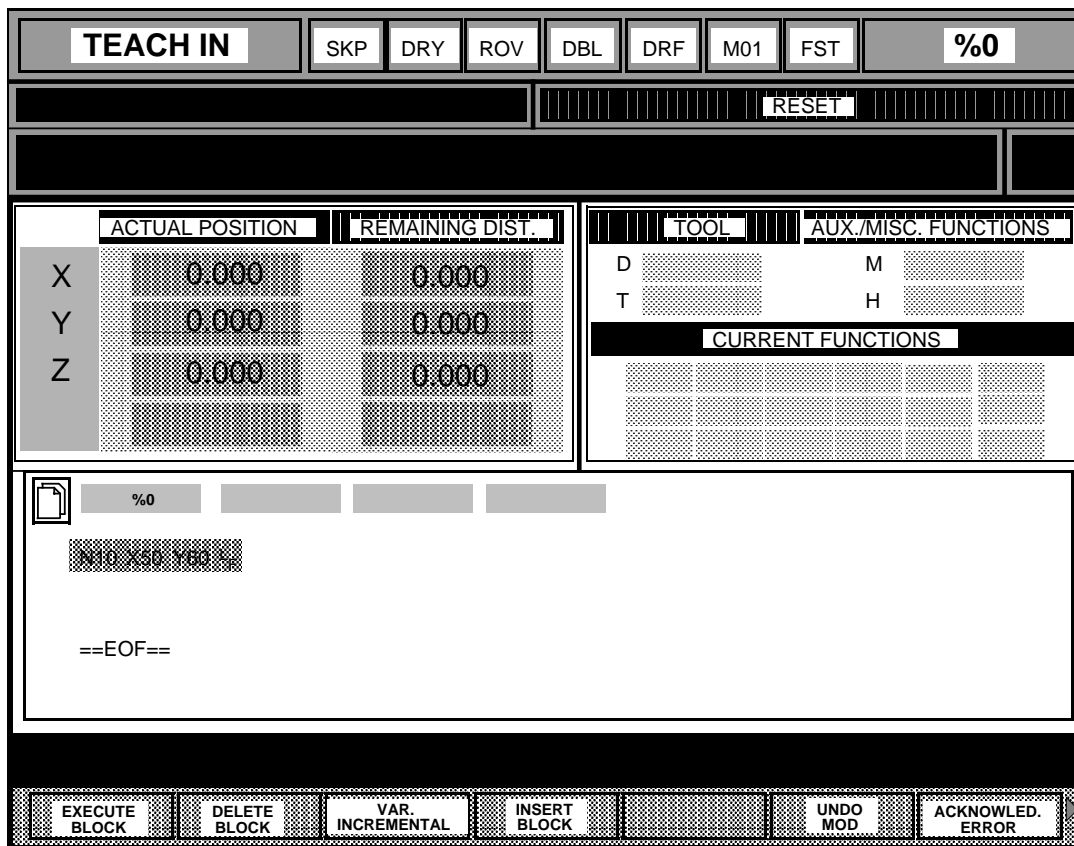 TEACH IN SKP DRY ROV DBL DRF M01 FST %0
RESET
ACTUAL POSITION REMAINING DIST. TOOL AUX./MISC. FUNCTIONS
X 0.000 0.000 D M
Y 0.000 0.000 T H
CURRENT FUNCTIONS
Z 0.000 0.000
%0
N10 X50 Y60
==EOF==
EXECUTE BLOCK DELETE BLOCK VAR. INCREMENTAL INSERT BLOCK UNDO MOD ACKNOWLED. ERROR